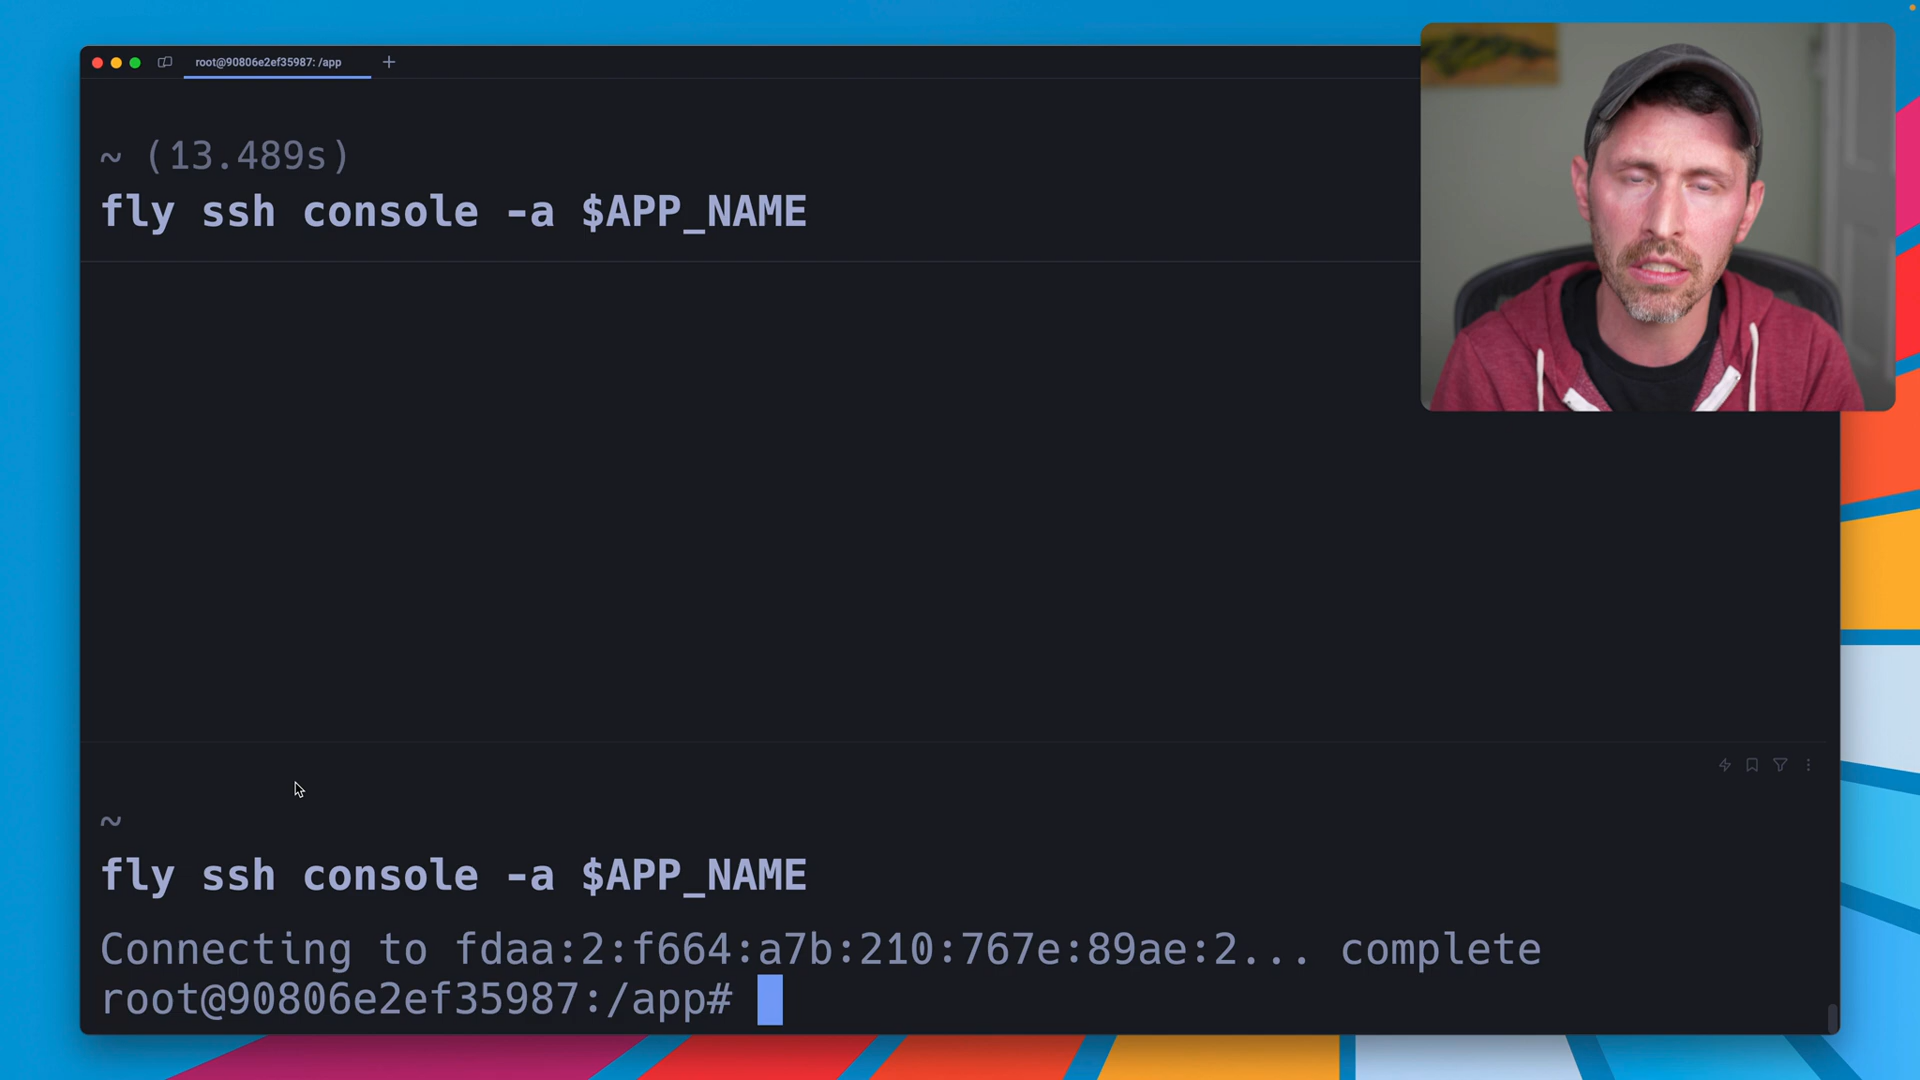 root@90806e2ef35987: /app
~ (13.489s)
fly ssh console -a $APP_NAME
~
fly ssh console -a $APP_NAME
Connecting to fdaa:2:f664:a7b:210:767e:89ae:2... complete
root@90806e2ef35987:/app#